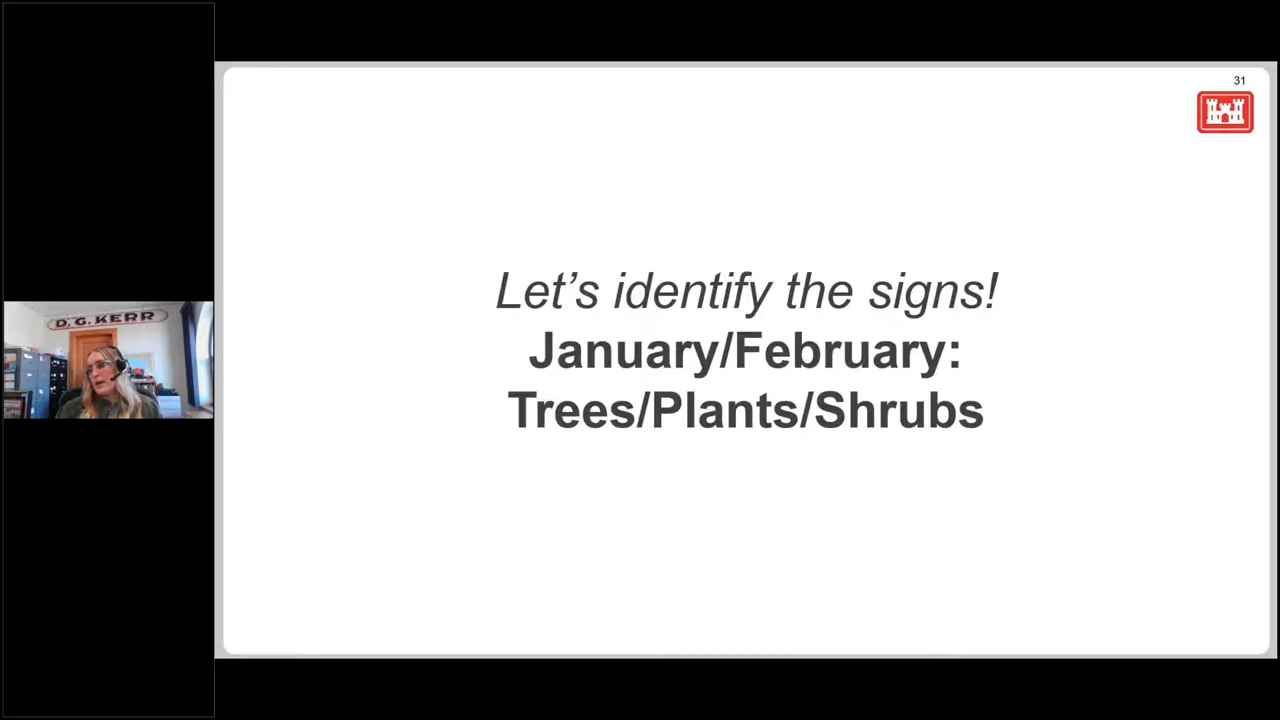 31
Let's identify the signs!
January/February:
Trees/Plants/Shrubs
D. G. KERR